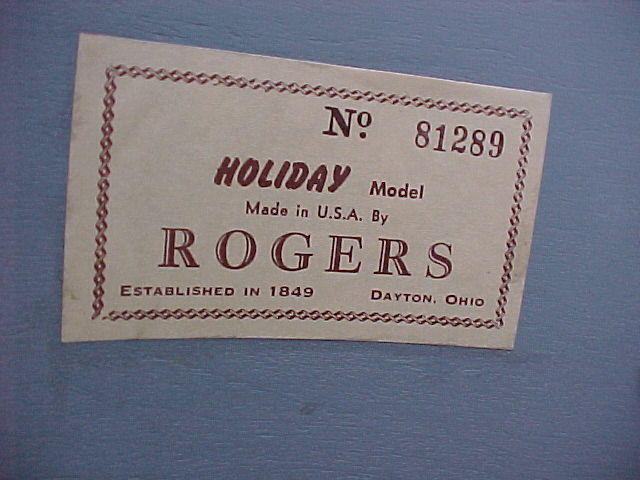 Nº 81289
HOLIDAY Model
Made in U.S.A. By
ROGERS
ESTABLISHED IN 1849 DAYTON, OHIO